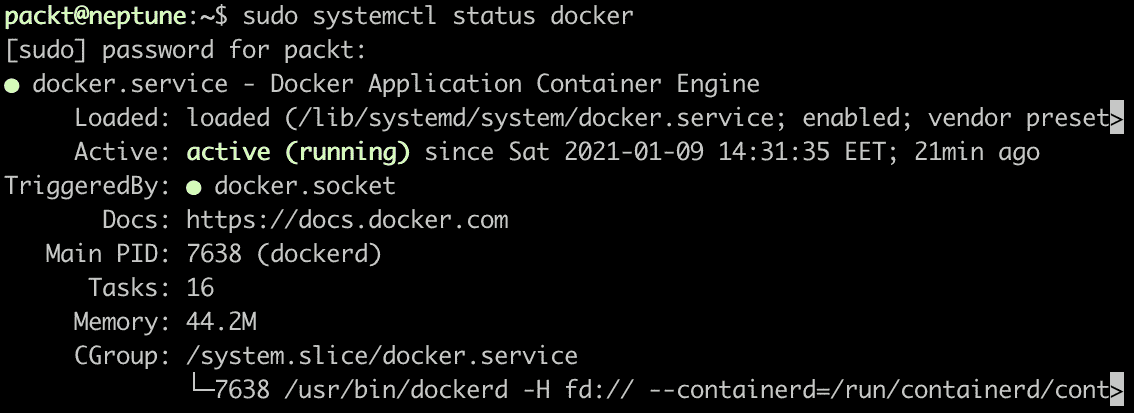 packt@neptune:~$ sudo systemctl status docker
[sudo] password for packt:
● docker.service - Docker Application Container Engine
     Loaded: loaded (/lib/systemd/system/docker.service; enabled; vendor preset>
     Active: active (running) since Sat 2021-01-09 14:31:35 EET; 21min ago
TriggeredBy: ● docker.socket
       Docs: https://docs.docker.com
   Main PID: 7638 (dockerd)
      Tasks: 16
     Memory: 44.2M
     CGroup: /system.slice/docker.service
             └─7638 /usr/bin/dockerd -H fd:// --containerd=/run/containerd/cont>